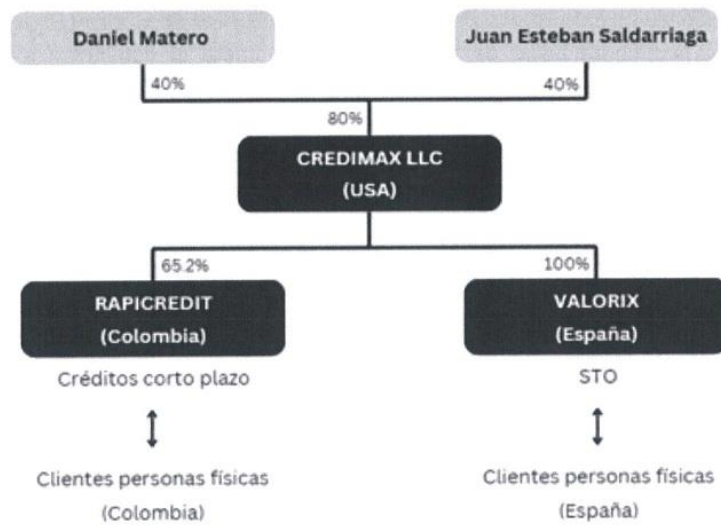 Daniel Matero
Juan Esteban Saldarriaga
40%
40%
80%
CREDIMAX LLC
(USA)
65.2%
100%
RAPICREDIT
(Colombia)
VALORIX
(España)
Créditos corto plazo
STO
Clientes personas físicas
(Colombia)
Clientes personas físicas
(España)